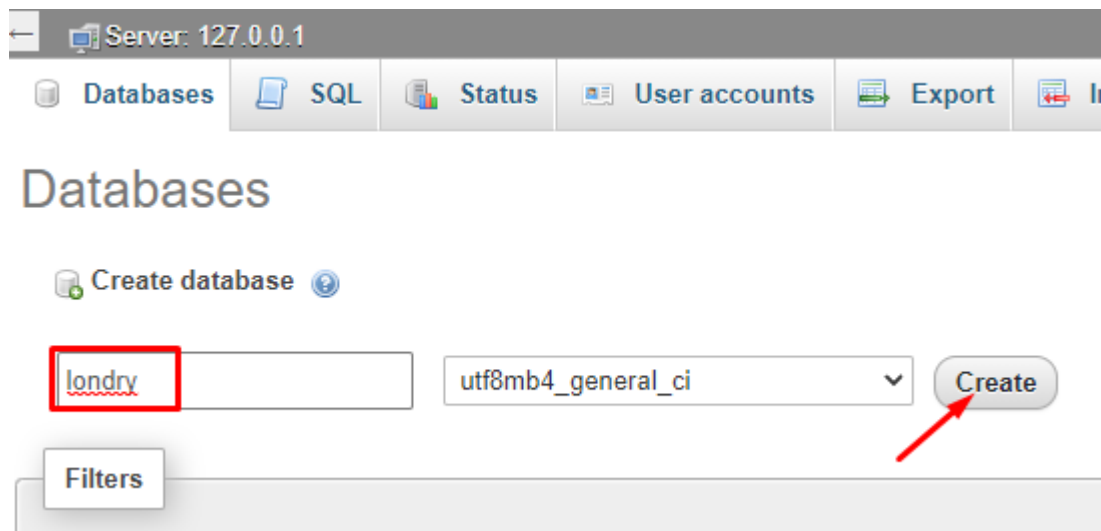 Server: 127.0.0.1
Databases SQL Status User accounts Export
Databases
Create database
londry utf8mb4_general_ci Create
Filters